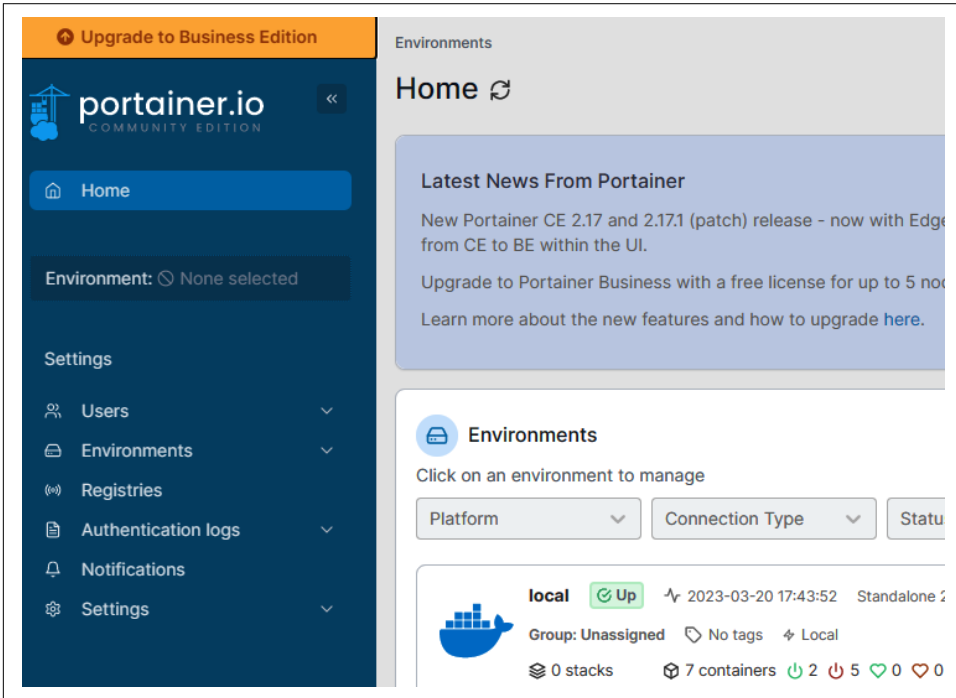 Upgrade to Business Edition
portainer.io
COMMUNITY EDITION
Home
Environment: None selected
Settings
Users
Environments
Registries
Authentication logs
Notifications
Settings
Environments
Home
Latest News From Portainer
New Portainer CE 2.17 and 2.17.1 (patch) release - now with Edge
from CE to BE within the UI.
Upgrade to Portainer Business with a free license for up to 5
Learn more about the new features and how to upgrade here.
Environments
Click on an environment to manage
Platform
Connection Type
local Up 2023-03-20 17:43:52 Standalone 2
Group: Unassigned No tags Local
0 stacks 7 containers 2 5 0 0